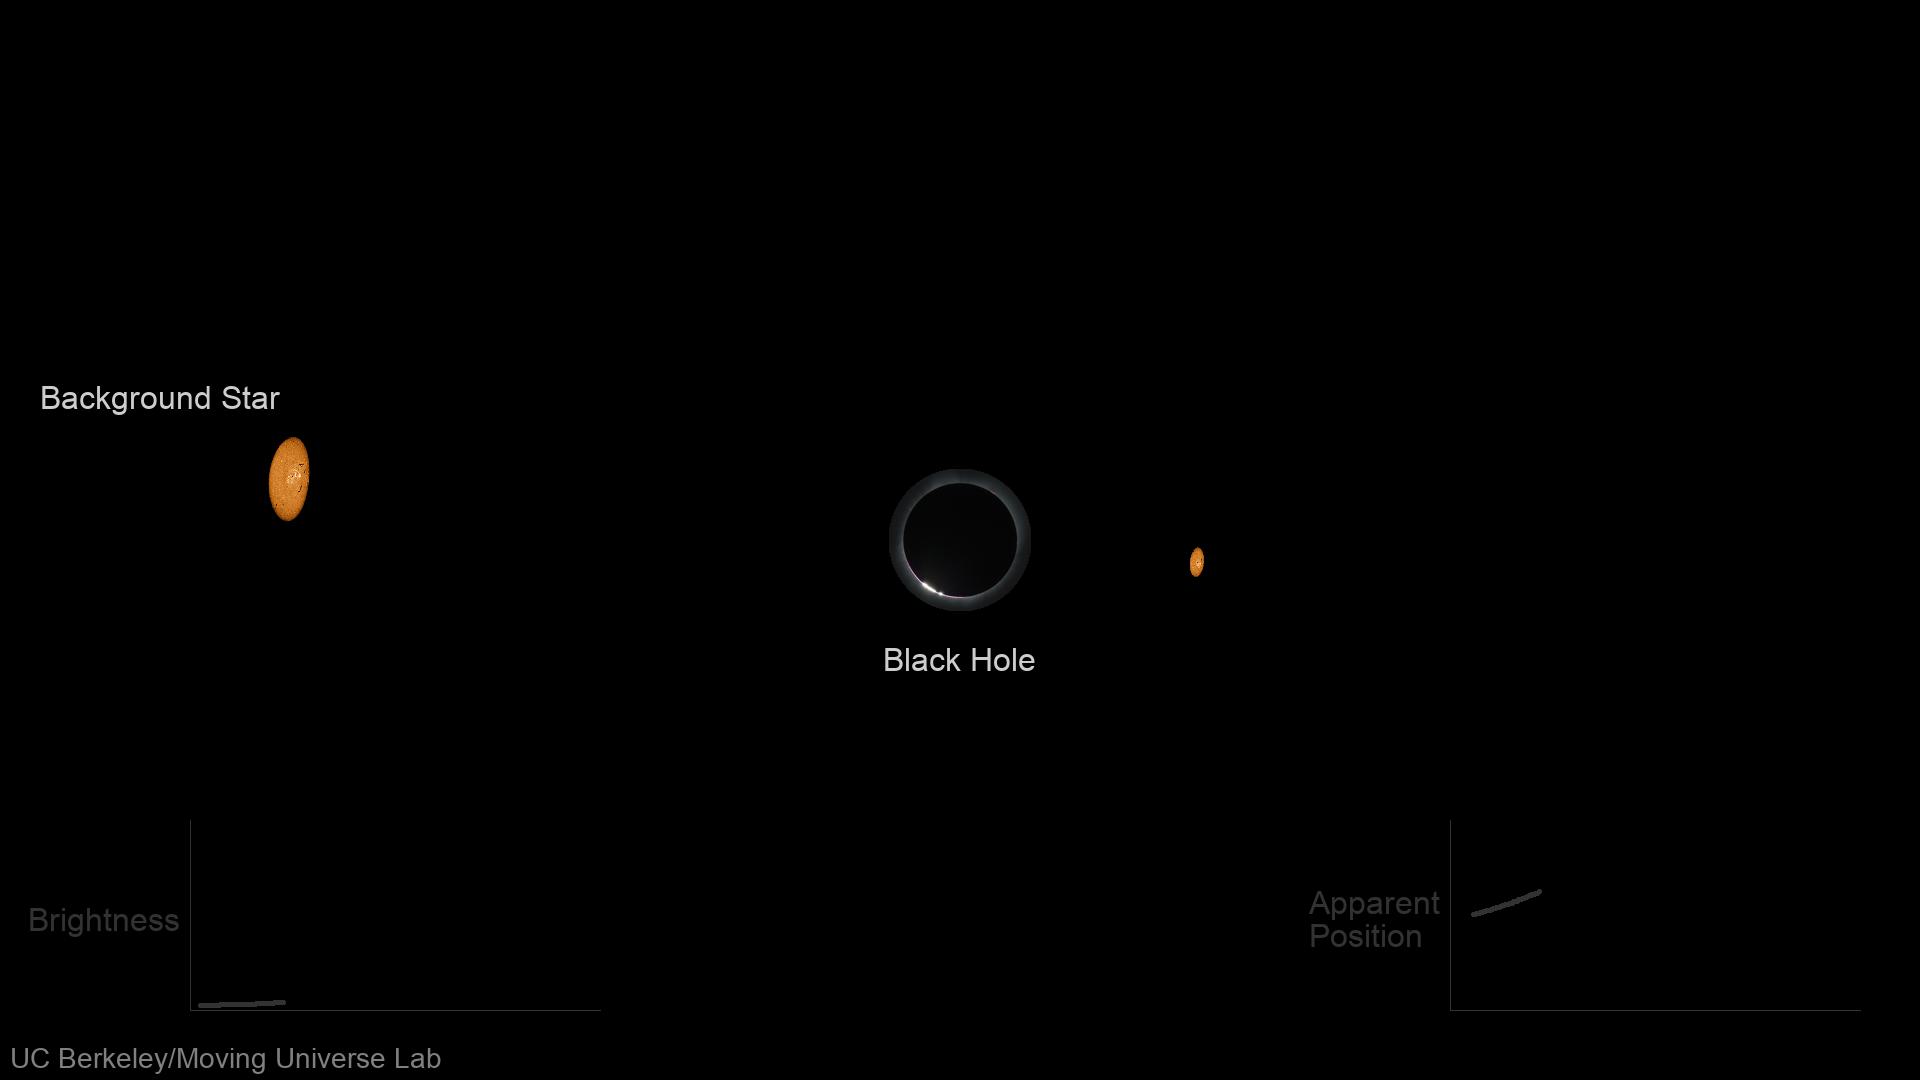 Background Star
Black Hole
Brightness
Apparent
Position
UC Berkeley/Moving Universe Lab